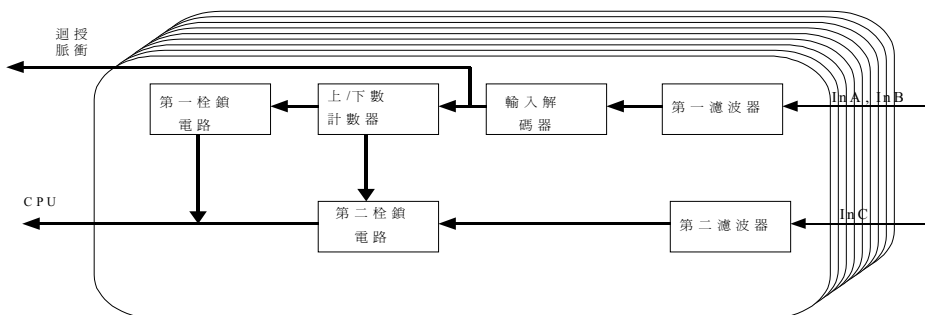 迴授
脈衝
第一栓鎖
電路
上/下數
計數器
輸入解
碼器
第一濾波器
InA, InB
CPU
第二栓鎖
電路
第二濾波器
InC